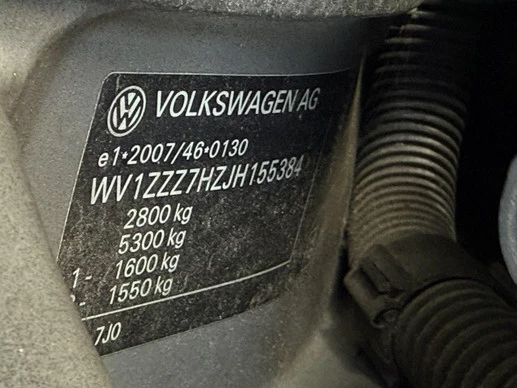 VOLKSWAGEN AG
e1*2007/46*0130
WV1ZZZ7HZJH155384
2800 kg
5300 kg
1- 1600 kg
- 1550 kg
7J0